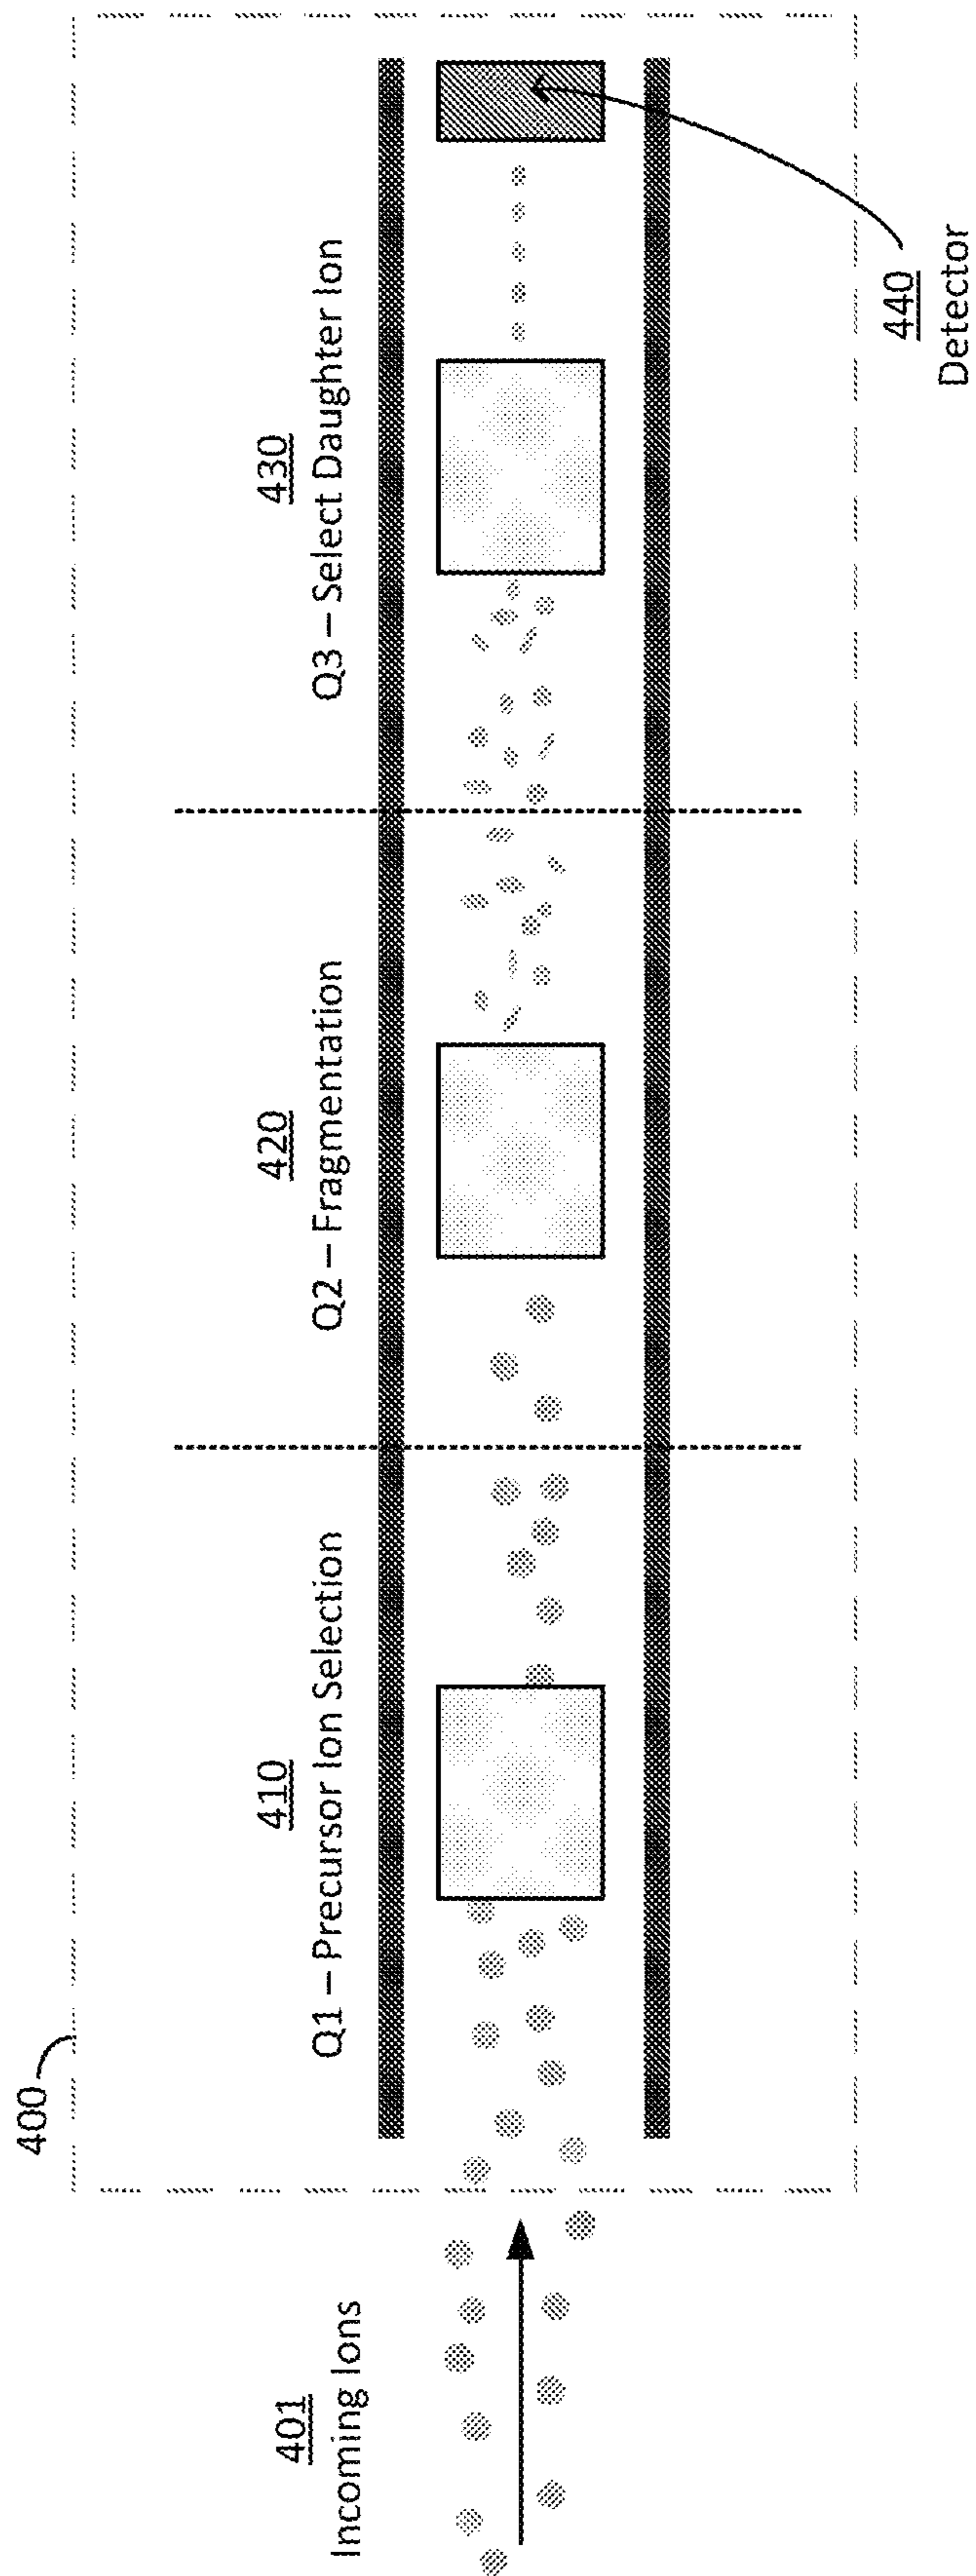 400
401
Incoming Ions
410
Q1 – Precursor Ion Selection
420
Q2 – Fragmentation
430
Q3 – Select Daughter Ion
440
Detector